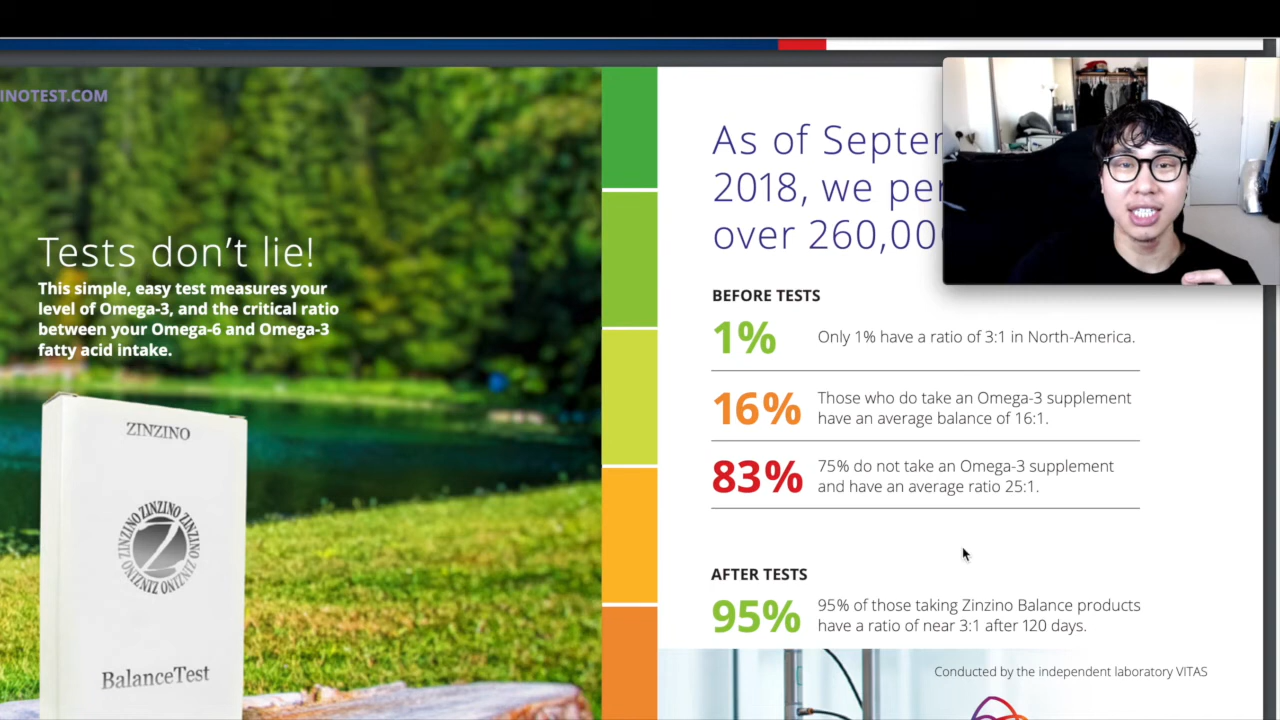 INOTEST.COM
Tests don’t lie!
This simple, easy test measures your
level of Omega-3, and the critical ratio
between your Omega-6 and Omega-3
fatty acid intake.
ZINZINO
ZINZINO ZINZINO ZINZINO ZINZINO
Z
BalanceTest
As of Septem
2018, we per
over 260,00
BEFORE TESTS
1%
Only 1% have a ratio of 3:1 in North-America.
16%
Those who do take an Omega-3 supplement
have an average balance of 16:1.
83%
75% do not take an Omega-3 supplement
and have an average ratio 25:1.
AFTER TESTS
95%
95% of those taking Zinzino Balance products
have a ratio of near 3:1 after 120 days.
Conducted by the independent laboratory VITAS